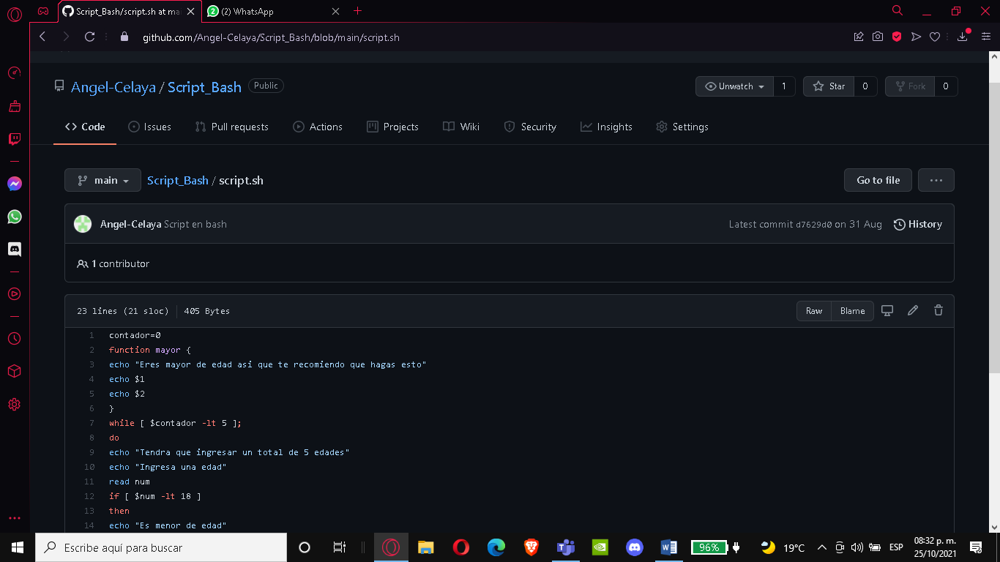 Script_Bash/script.sh at mai
(2) WhatsApp
github.com/Angel-Celaya/Script_Bash/blob/main/script.sh
Angel-Celaya / Script_Bash Public
Unwatch 1 Star 0 Fork 0
Code Issues Pull requests Actions Projects Wiki Security Insights Settings
main Script_Bash / script.sh Go to file ...
Angel-Celaya Script en bash Latest commit d7629d0 on 31 Aug History
1 contributor
23 lines (21 sloc) 405 Bytes Raw Blame
1 contador=0
2 function mayor {
3 echo "Eres mayor de edad asi que te recomiendo que hagas esto"
4 echo $1
5 echo $2
6 }
7 while [ $contador -lt 5 ];
8 do
9 echo "Tendra que ingresar un total de 5 edades"
10 echo "Ingresa una edad"
11 read num
12 if [ $num -lt 18 ]
13 then
14 echo "Es menor de edad"
Escribe aquí para buscar
96% 19°C ESP
08:32 p. m.
25/10/2021